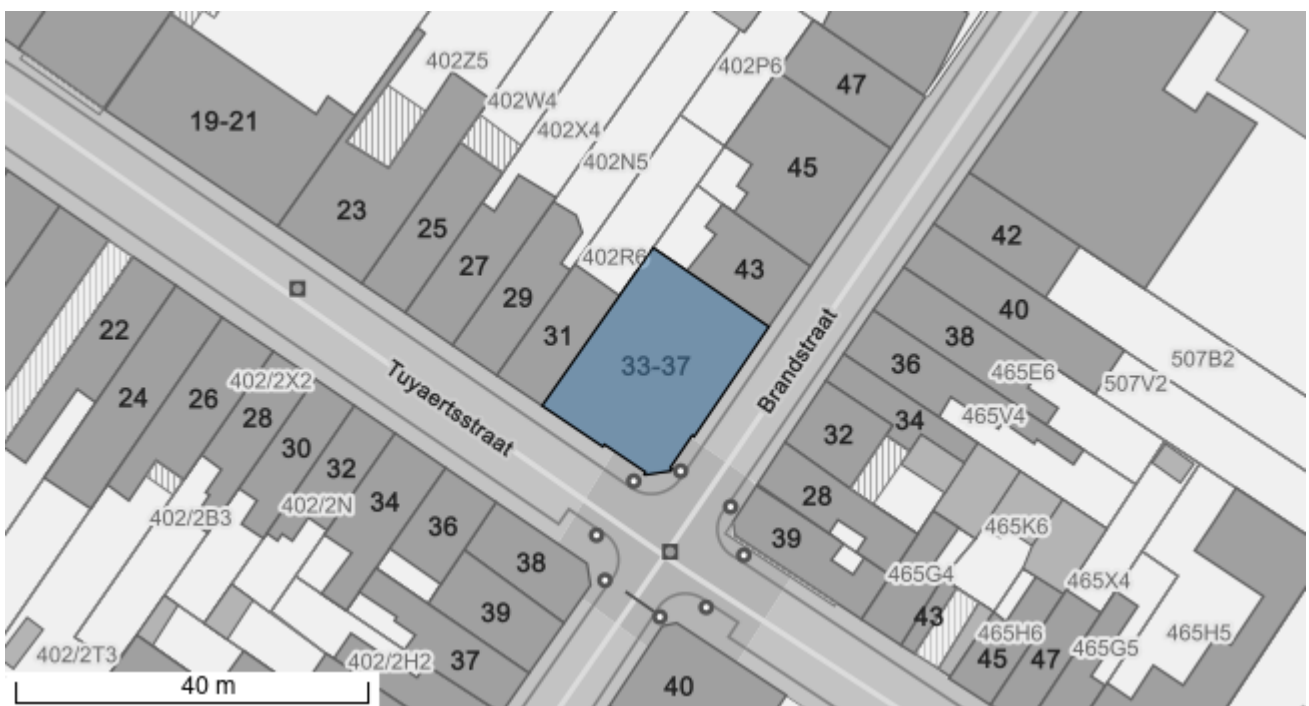 402Z5
402P6
47
402W4
19-21
402X4
402N5
45
23
25
42
27
402R6
43
29
40
22
31
38
33-37
507B2
Tuyaertsstraat
Brandstraat
36
465E6
507V2
402/2X2
24
26
28
465V4
34
32
30
32
402/2N
34
28
402/2B3
36
39
465K6
38
465G4
465X4
39
43
465H6
465G5
465H5
402/2T3
402/2H2
37
45
47
40 m
40